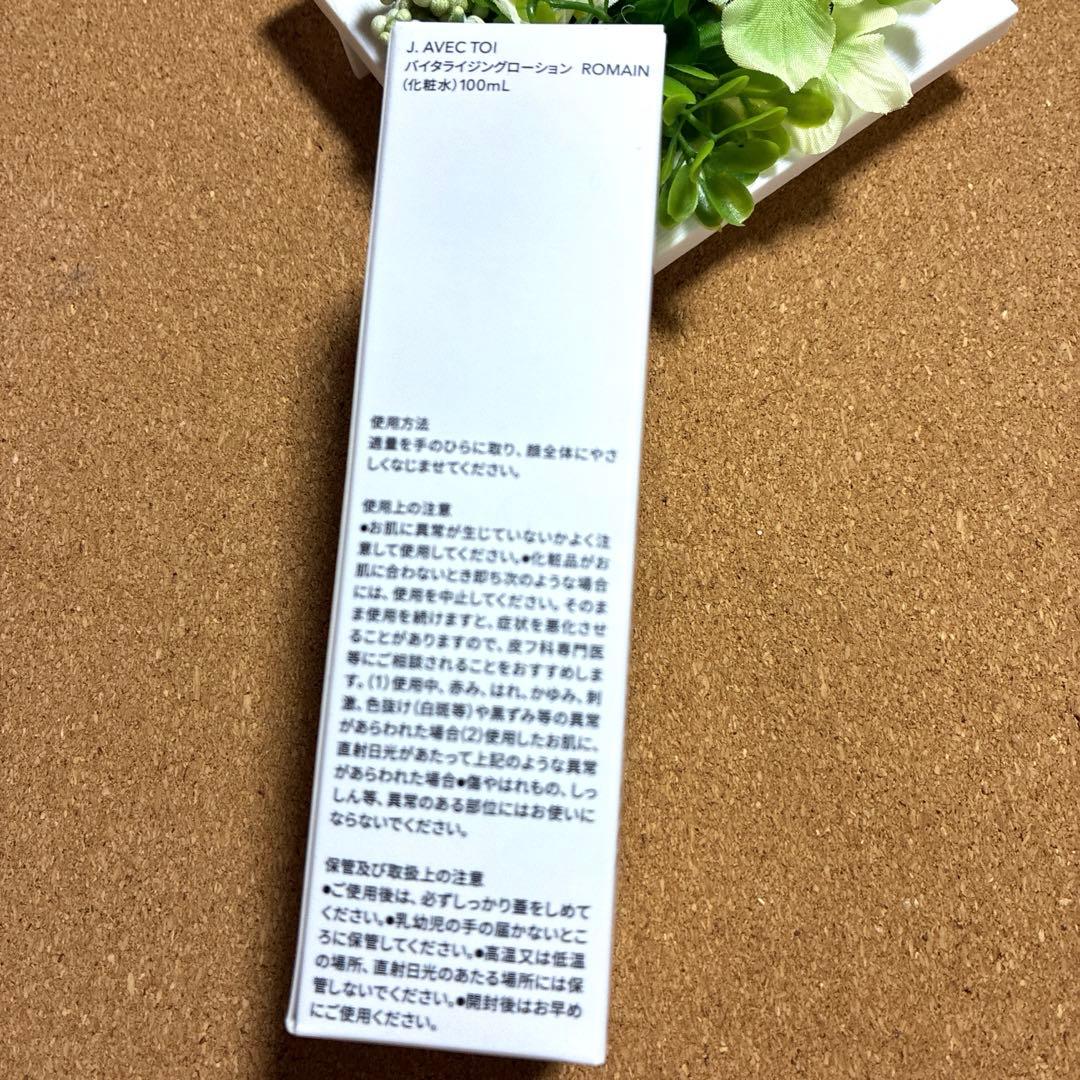 J. AVEC TOI
バイタライジングローション ROMAIN
(化粧水)100mL
使用方法
適量を手のひらに取り、顔全体にやさ
しくなじませてください。
使用上の注意
●お肌に異常が生じていないかよく注
意して使用してください。●化粧品がお
肌に合わないとき即ち次のような場合
には、使用を中止してください。そのま
ま使用を続けますと、症状を悪化させ
ることがありますので、皮フ科専門医
等にご相談されることをおすすめしま
す。(1)使用中、赤み、はれ、かゆみ、刺
激、色抜け(白斑等)や黒ずみ等の異常
があらわれた場合(2)使用したお肌に、
直射日光があたって上記のような異常
があらわれた場合●傷やはれもの、しっ
しん等、異常のある部位にはお使いに
ならないでください。
保管及び取扱上の注意
●ご使用後は、必ずしっかり蓋をしめて
ください。●乳幼児の手の届かないとこ
ろに保管してください。●高温又は低温
の場所、直射日光のあたる場所には保
管しないでください。●開封後はお早め
にご使用ください。